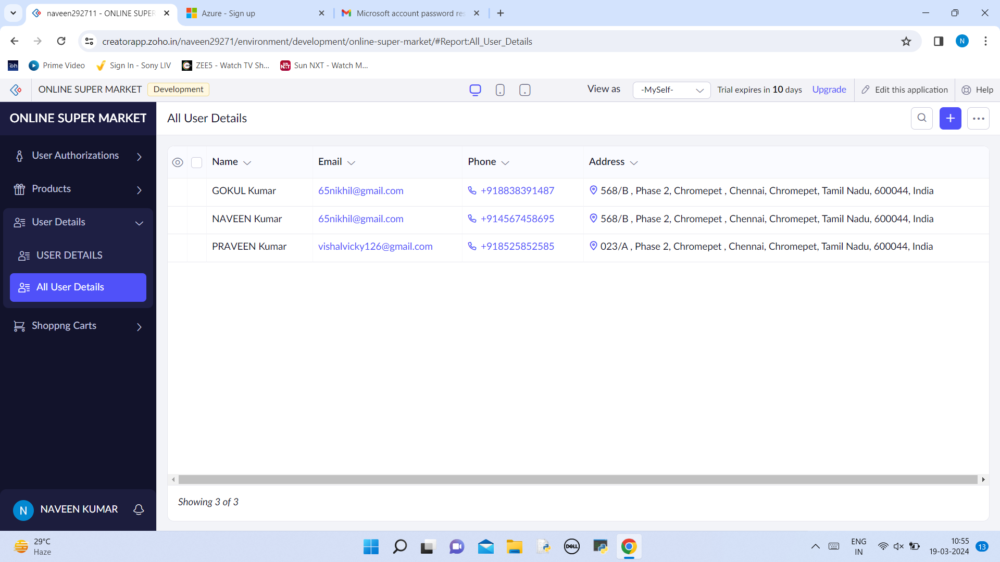 naveen292711 - ONLINE SUPER
Azure - Sign up
Microsoft account password res
creatorapp.zoho.in/naveen29271/environment/development/online-super-market/#Report:All_User_Details
N
Dh
Prime Video
Sign In - Sony LIV
ZEE5 - Watch TV Sh...
SUN NXT
Sun NXT - Watch M...
ONLINE SUPER MARKET
Development
View as
-MySelf-
Trial expires in 10 days
Upgrade
Edit this application
Help
ONLINE SUPER MARKET
All User Details
User Authorizations
Products
User Details
USER DETAILS
All User Details
Shoppng Carts
Name Email Phone Address
GOKUL Kumar 65nikhil@gmail.com +918838391487 568/B , Phase 2, Chromepet , Chennai, Chromepet, Tamil Nadu, 600044, India
NAVEEN Kumar 65nikhil@gmail.com +914567458695 568/B , Phase 2, Chromepet , Chennai, Chromepet, Tamil Nadu, 600044, India
PRAVEEN Kumar vishalvicky126@gmail.com +918525852585 023/A , Phase 2, Chromepet , Chennai, Chromepet, Tamil Nadu, 600044, India
Showing 3 of 3
N
NAVEEN KUMAR
29°C
Haze
DELL
ENG
IN
10:55
19-03-2024
13